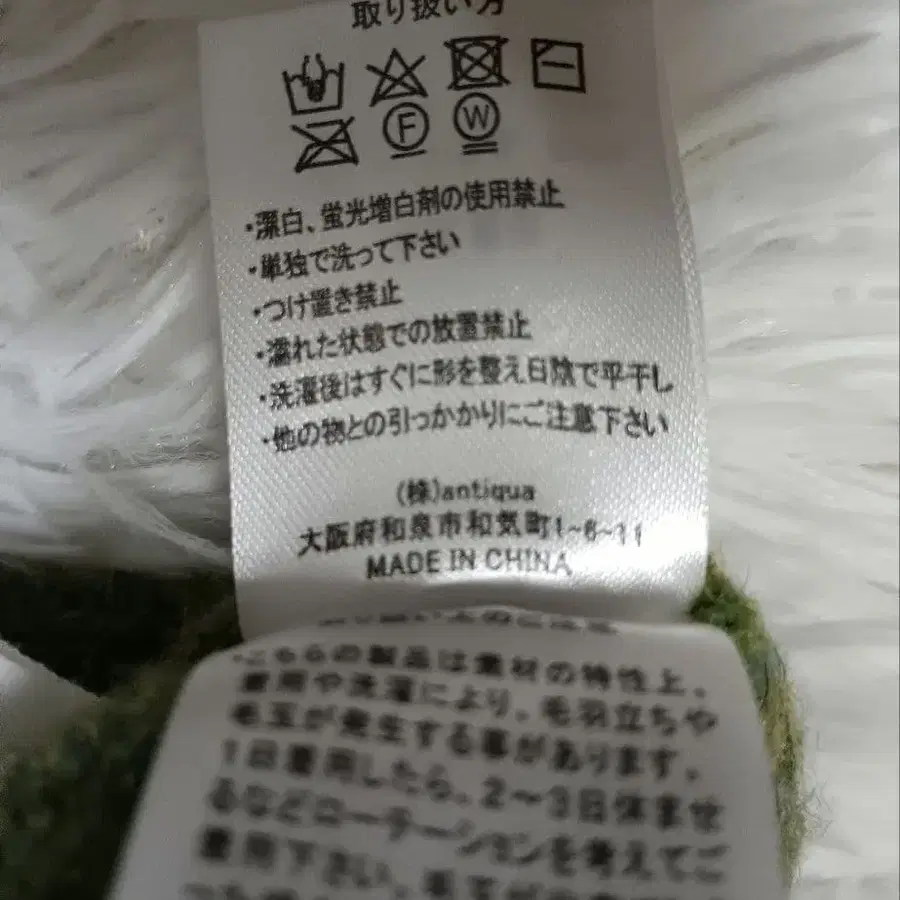 取り扱い方
F W
・漂白、蛍光増白剤の使用禁止
・単独で洗って下さい
・つけ置き禁止
・濡れた状態での放置禁止
・洗濯後はすぐに形を整え日陰で平干し
・他の物との引っかかりにご注意下さい
(株)antiqua
大阪府和泉市和気町1-6-11
MADE IN CHINA
・こちらの製品は素材の特性上、
着用や洗濯により、毛羽立ちや
毛玉が発生する事があります。
1日着用したら、2〜3日休ませ
るなどローテーションを考えてご
着用下さい。毛玉が